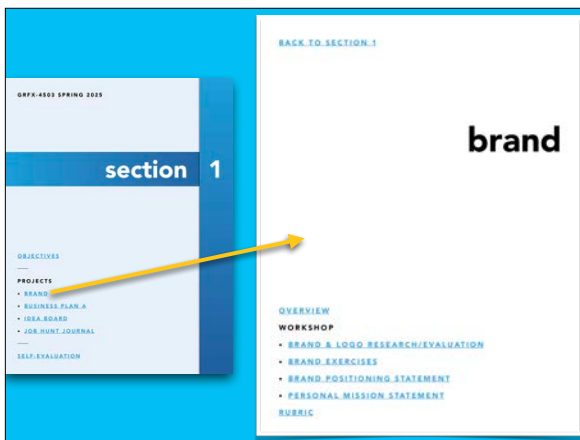 GRFX-4503 SPRING 2025
section 1
OBJECTIVES
PROJECTS
• BRAND
• BUSINESS PLAN A
• IDEA BOARD
• JOB HUNT JOURNAL
SELF-EVALUATION
BACK TO SECTION 1
brand
OVERVIEW
WORKSHOP
• BRAND & LOGO RESEARCH/EVALUATION
• BRAND EXERCISES
• BRAND POSITIONING STATEMENT
• PERSONAL MISSION STATEMENT
RUBRIC